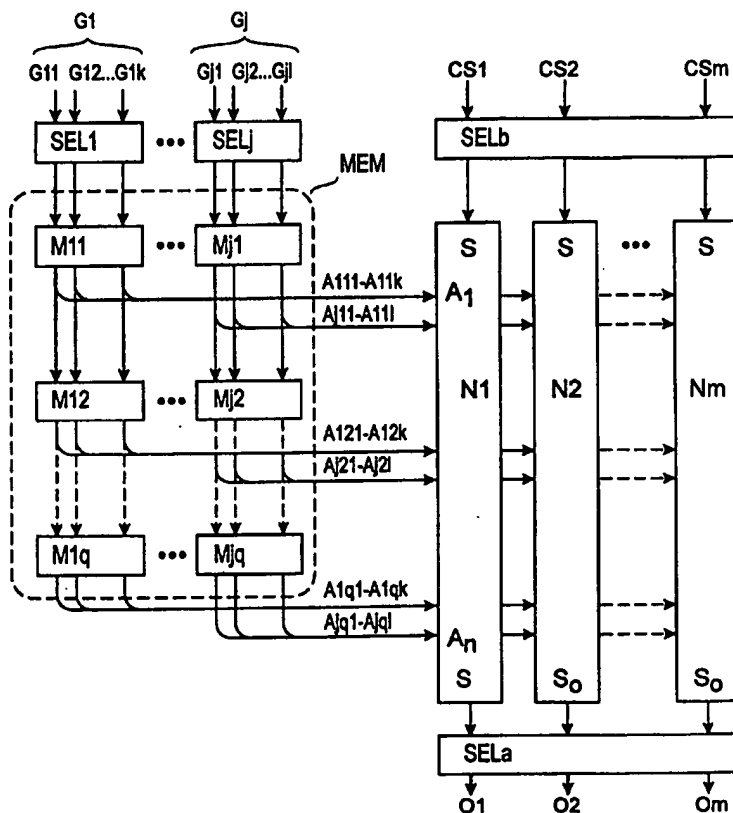 G1 Gj
G11 G12...G1k Gj1 Gj2...Gjl CS1 CS2 CSm
SEL1 ••• SELj SELb
MEM
M11 ••• Mj1 S S ••• S
A111-A11k A1
Aj11-A11l
M12 ••• Mj2 N1 N2 Nm
A121-A12k
Aj21-Aj2l
M1q ••• Mjq
A1q1-A1qk
Ajq1-Ajql An
S So So
SELa
O1 O2 Om